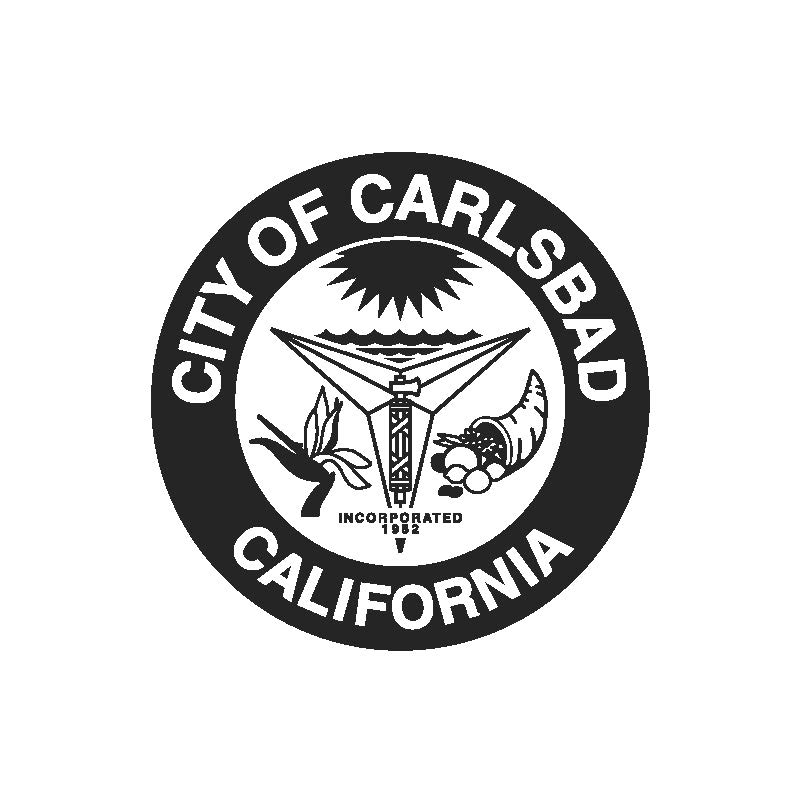 CITY OF CARLSBAD
INCORPORATED
1952
CALIFORNIA